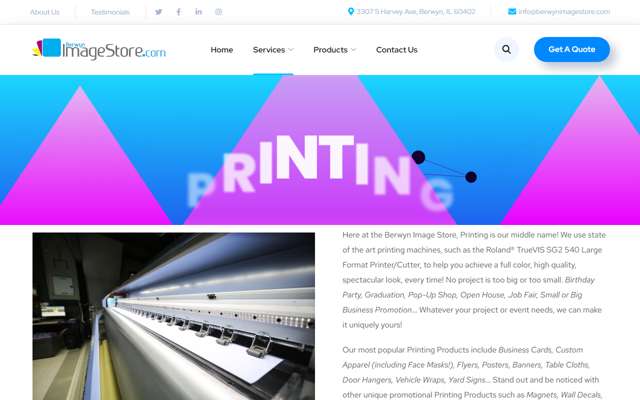 About Us
Testimonials
3307 S Harvey Ave, Berwyn, IL 60402
info@berwynimagestore.com
Berwyn
ImageStore.com
Home
Services
Products
Contact Us
Get A Quote
PRINTING
Here at the Berwyn Image Store, Printing is our middle name! We use state
of the art printing machines, such as the Roland® TrueVIS SG2 540 Large
Format Printer/Cutter, to help you achieve a full color, high quality,
spectacular look, every time! No project is too big or too small. Birthday
Party, Graduation, Pop-Up Shop, Open House, Job Fair, Small or Big
Business Promotion... Whatever your project or event needs, we can make
it uniquely yours!
Our most popular Printing Products include Business Cards, Custom
Apparel (including Face Masks!), Flyers, Posters, Banners, Table Cloths,
Door Hangers, Vehicle Wraps, Yard Signs... Stand out and be noticed with
other unique promotional Printing Products such as Magnets, Wall Decals,